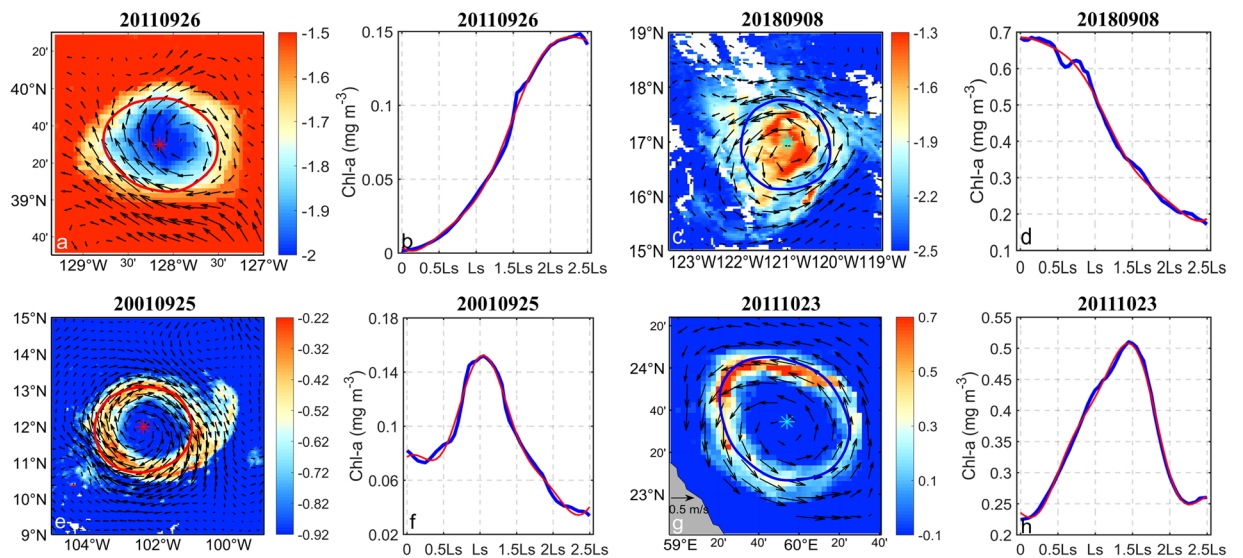 20110926
20'
40°N
40'
20'
39°N
40'
a
129°W 30' 128°W 30' 127°W
-1.5
-1.6
-1.7
-1.8
-1.9
-2
20110926
Chl-a (mg m⁻³)
0.15
0.1
0.05
0
b
0 0.5Ls Ls 1.5Ls 2Ls 2.5Ls
20180908
19°N
18°N
17°N
16°N
15°N
c
123°W 122°W 121°W 120°W 119°W
-1.3
-1.6
-1.9
-2.2
-2.5
20180908
Chl-a (mg m⁻³)
0.7
0.6
0.5
0.4
0.3
0.2
0.1
d
0 0.5Ls Ls 1.5Ls 2Ls 2.5Ls
20010925
15°N
14°N
13°N
12°N
11°N
10°N
9°N
e
104°W 102°W 100°W
-0.22
-0.32
-0.42
-0.52
-0.62
-0.72
-0.82
-0.92
20010925
Chl-a (mg m⁻³)
0.18
0.14
0.1
0.06
0.02
f
0 0.5Ls Ls 1.5Ls 2Ls 2.5Ls
20111023
20'
24°N
40'
20'
23°N
0.5 m/s
g
59°E 20' 40' 60°E 20' 40'
0.7
0.5
0.3
0.1
-0.1
20111023
Chl-a (mg m⁻³)
0.55
0.5
0.45
0.4
0.35
0.3
0.25
0.2
h
0 0.5Ls Ls 1.5Ls 2Ls 2.5Ls